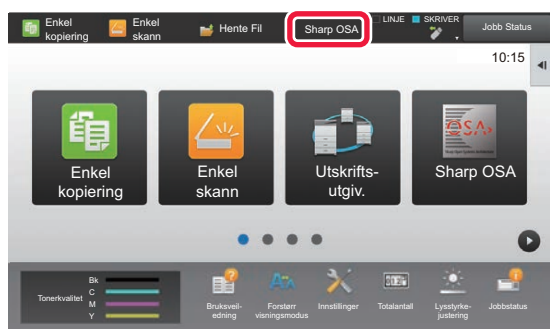 Enkel
kopiering
Enkel
skann
Hente Fil
Sharp OSA
LINJE
SKRIVER
Jobb Status
10:15
Enkel
kopiering
Enkel
skann
Utskrifts-
utgiv.
OSA
Sharp OSA
Tonerkvalitet
Bk
C
M
Y
Bruksveil-
edning
Forstørr
visningsmodus
Innstillinger
Totalantall
Lysstyrke-
justering
Jobbstatus